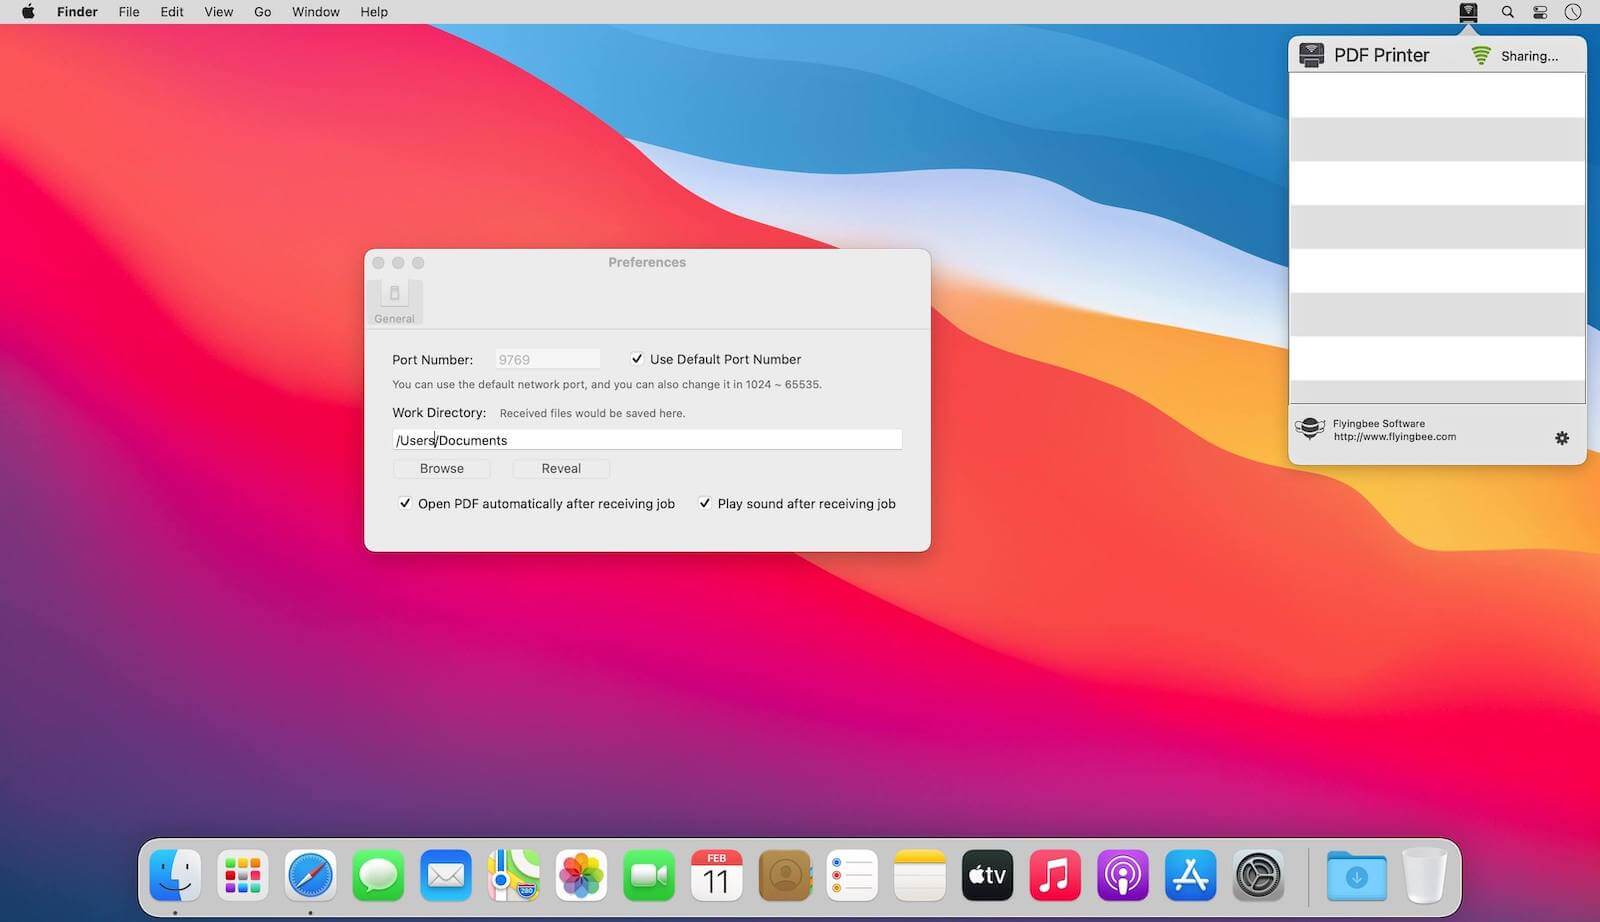 Finder File Edit View Go Window Help
PDF Printer Sharing...
Preferences
General
Port Number: 9769 Use Default Port Number
You can use the default network port, and you can also change it in 1024 ~ 65535.
Work Directory: Received files would be saved here.
/Users/Documents
Browse Reveal
Open PDF automatically after receiving job Play sound after receiving job
Flyingbee Software
http://www.flyingbee.com
FEB
11
280
tv